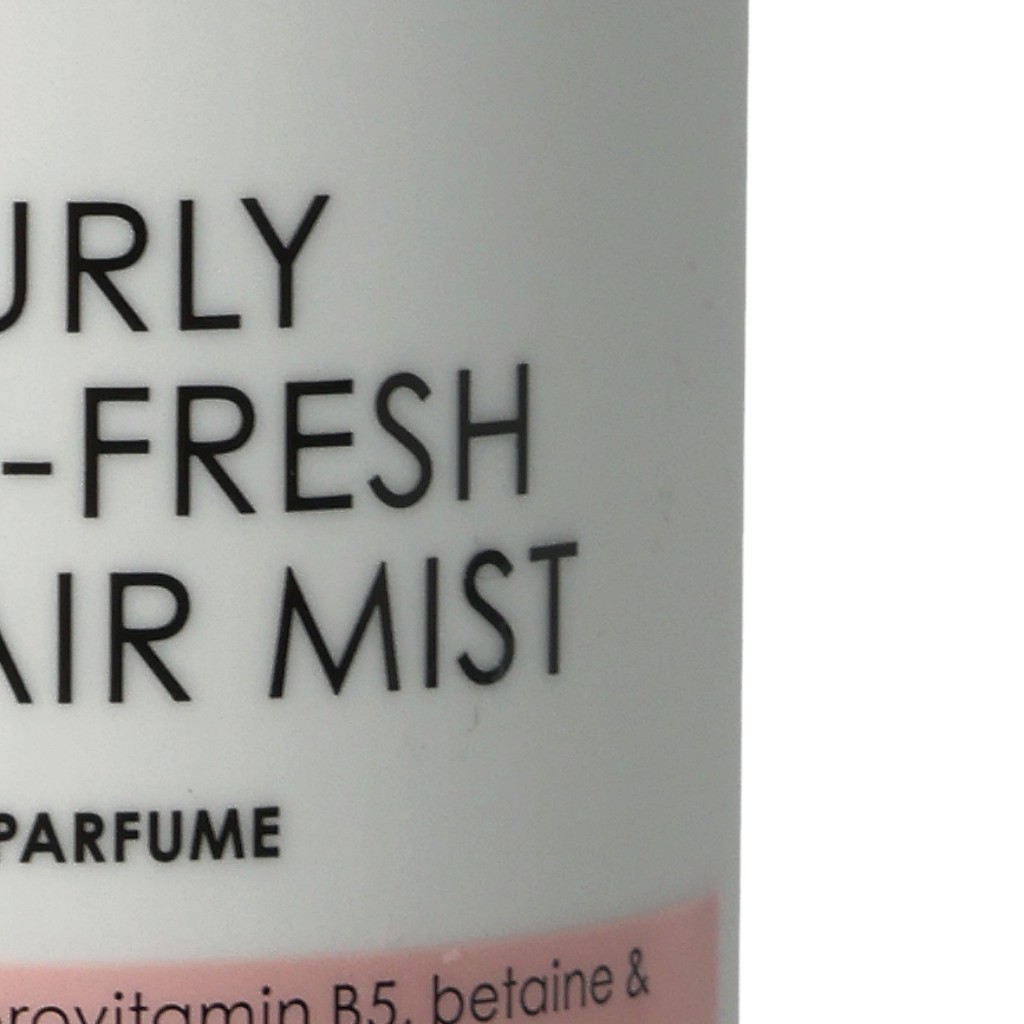 URLY
-FRESH
AIR MIST
PARFUME
provitamin B5, betaine &